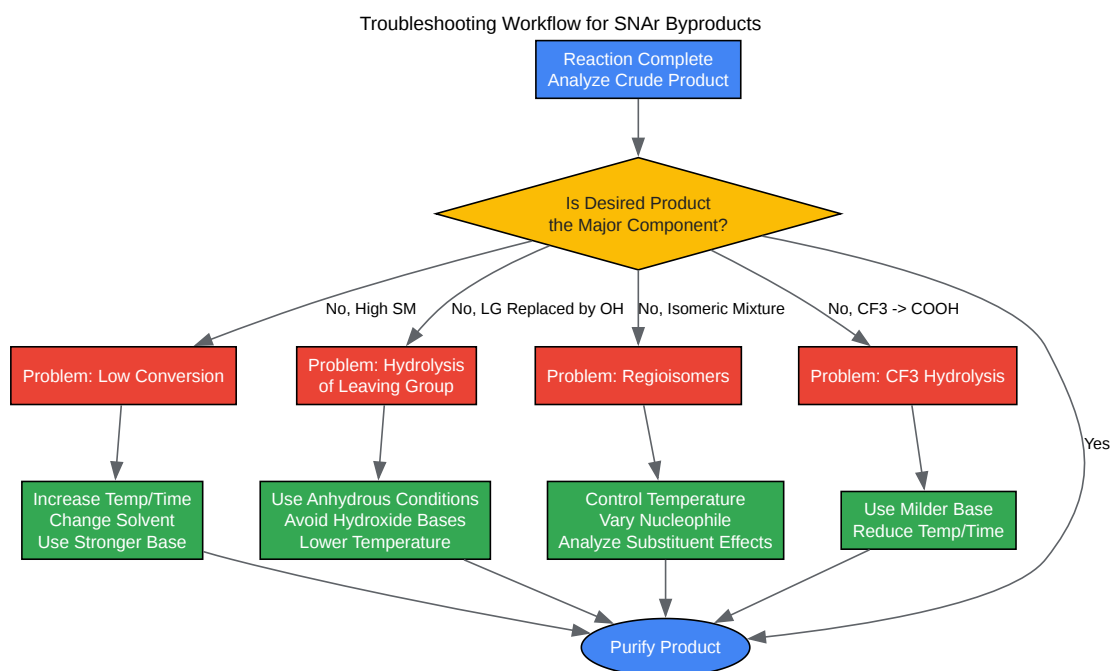 Troubleshooting Workflow for SNAr Byproducts
Reaction Complete
Analyze Crude Product
Is Desired Product
the Major Component?
No, High SM
No, LG Replaced by OH
No, Isomeric Mixture
No, CF3 -> COOH
Yes
Problem: Low Conversion
Problem: Hydrolysis
of Leaving Group
Problem: Regioisomers
Problem: CF3 Hydrolysis
Increase Temp/Time
Change Solvent
Use Stronger Base
Use Anhydrous Conditions
Avoid Hydroxide Bases
Lower Temperature
Control Temperature
Vary Nucleophile
Analyze Substituent Effects
Use Milder Base
Reduce Temp/Time
Purify Product